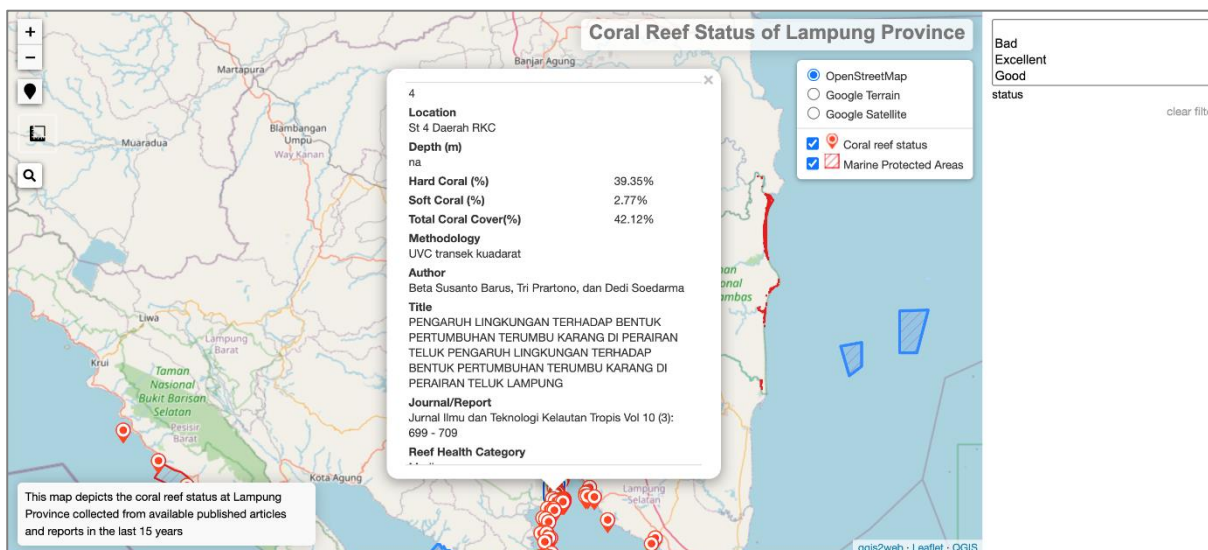 Coral Reef Status of Lampung Province
+
−
Martapura
Banjar Agung
Muaradua
Blambangan
Umpu
Way Kanan
Liwa
Lampung
Barat
Krui
Taman
Nasional
Bukit Barisan
Selatan
Pesisir
Barat
Kota Agung
Lampung
Selatan
×
4
Location
St 4 Daerah RKC
Depth (m)
na
Hard Coral (%) 39.35%
Soft Coral (%) 2.77%
Total Coral Cover(%) 42.12%
Methodology
UVC transek kuadarat
Author
Beta Susanto Barus, Tri Prartono, dan Dedi Soedarma
Title
PENGARUH LINGKUNGAN TERHADAP BENTUK
PERTUMBUHAN TERUMBU KARANG DI PERAIRAN
TELUK PENGARUH LINGKUNGAN TERHADAP
BENTUK PERTUMBUHAN TERUMBU KARANG DI
PERAIRAN TELUK LAMPUNG
Journal/Report
Jurnal Ilmu dan Teknologi Kelautan Tropis Vol 10 (3):
699 - 709
Reef Health Category
OpenStreetMap
Google Terrain
Google Satellite
Coral reef status
Marine Protected Areas
This map depicts the coral reef status at Lampung
Province collected from available published articles
and reports in the last 15 years
qgis2web · Leaflet · QGIS
Bad
Excellent
Good
status
clear filte